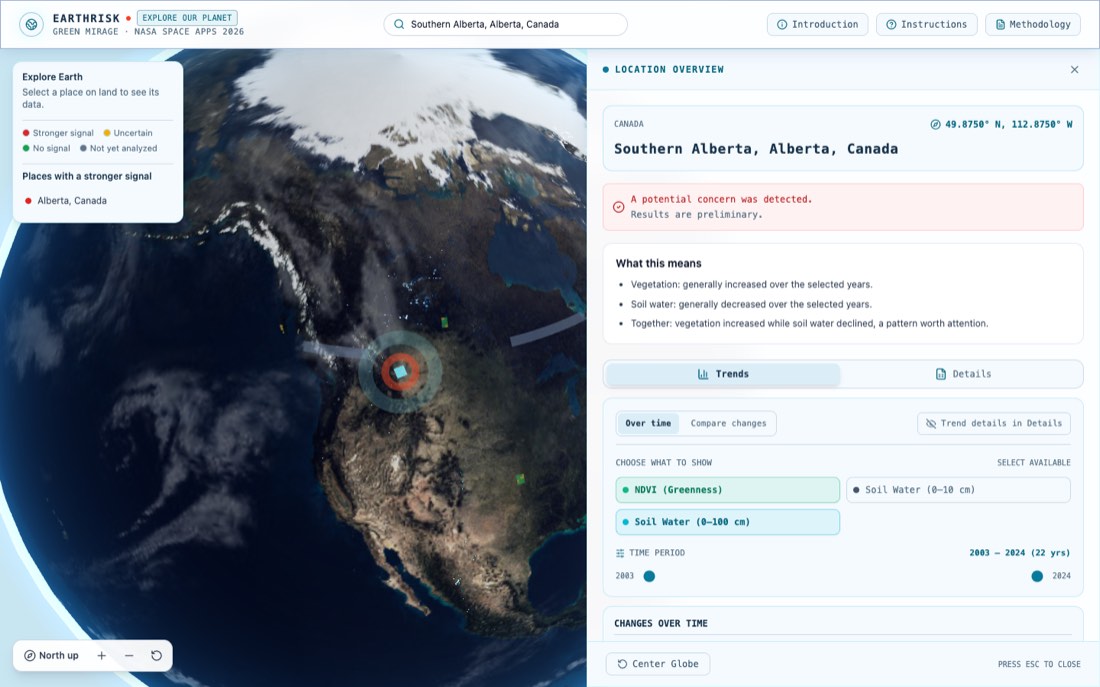 EARTHRISK • EXPLORE OUR PLANET
GREEN MIRAGE · NASA SPACE APPS 2026
Southern Alberta, Alberta, Canada
Introduction
Instructions
Methodology
Explore Earth
Select a place on land to see its
data.
Stronger signal
Uncertain
No signal
Not yet analyzed
Places with a stronger signal
Alberta, Canada
North up
LOCATION OVERVIEW
CANADA
49.8750° N, 112.8750° W
Southern Alberta, Alberta, Canada
A potential concern was detected.
Results are preliminary.
What this means
• Vegetation: generally increased over the selected years.
• Soil water: generally decreased over the selected years.
• Together: vegetation increased while soil water declined, a pattern worth attention.
Trends
Details
Over time
Compare changes
Trend details in Details
CHOOSE WHAT TO SHOW
SELECT AVAILABLE
NDVI (Greenness)
Soil Water (0–10 cm)
Soil Water (0–100 cm)
TIME PERIOD
2003 – 2024 (22 yrs)
2003
2024
CHANGES OVER TIME
Center Globe
PRESS ESC TO CLOSE